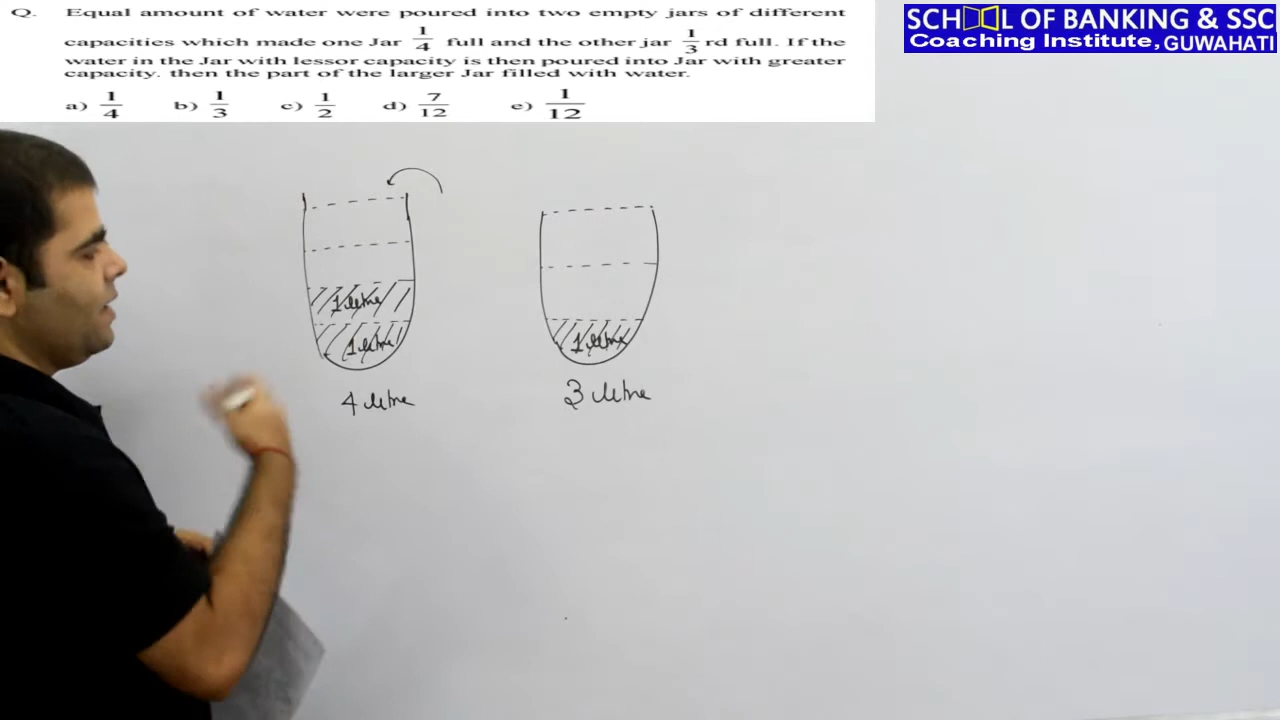 Q. Equal amount of water were poured into two empty jars of different
capacities which made one Jar 1/4 full and the other jar 1/3 rd full. If the
water in the Jar with lessor capacity is then poured into Jar with greater
capacity. then the part of the larger Jar filled with water.
a) 1/4 b) 1/3 c) 1/2 d) 7/12 e) 1/12
SCHOOL OF BANKING & SSC
Coaching Institute, GUWAHATI
1 litre
1 litre
1 litre
4 litre
3 litre